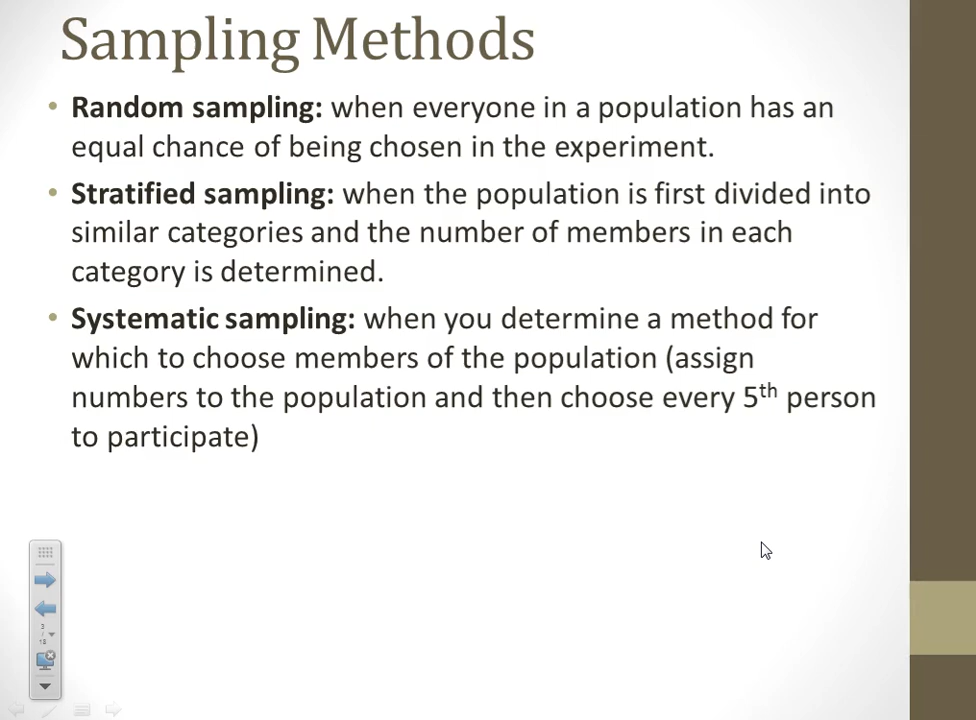 Sampling Methods
• Random sampling: when everyone in a population has an
equal chance of being chosen in the experiment.
• Stratified sampling: when the population is first divided into
similar categories and the number of members in each
category is determined.
• Systematic sampling: when you determine a method for
which to choose members of the population (assign
numbers to the population and then choose every 5th person
to participate)
3
/